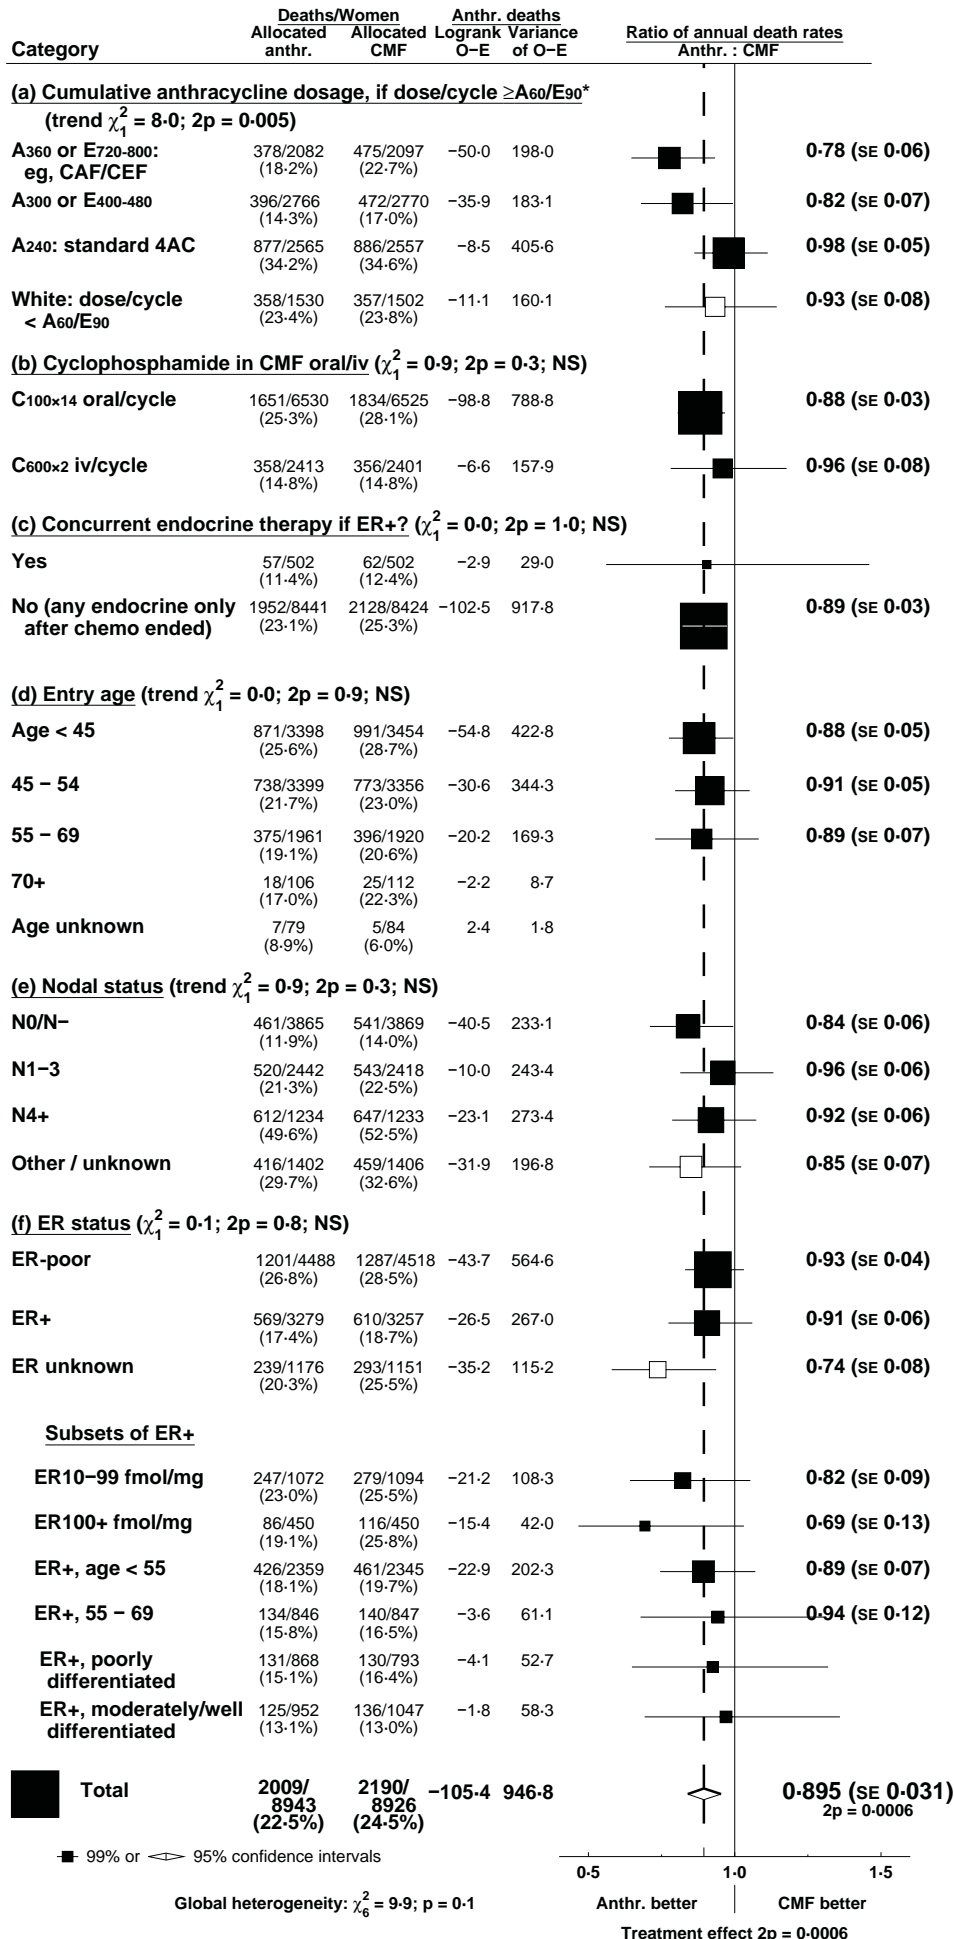 Deaths/Women Anthr. deaths
Allocated Allocated Logrank Variance Ratio of annual death rates
Category anthr. CMF O−E of O−E Anthr. : CMF
(a) Cumulative anthracycline dosage, if dose/cycle ≥A60/E90*
(trend χ²₁ = 8·0; 2p = 0·005)
A360 or E720-800: 378/2082 475/2097 −50·0 198·0 0·78 (SE 0·06)
eg, CAF/CEF (18·2%) (22·7%)
A300 or E400-480 396/2766 472/2770 −35·9 183·1 0·82 (SE 0·07)
(14·3%) (17·0%)
A240: standard 4AC 877/2565 886/2557 −8·5 405·6 0·98 (SE 0·05)
(34·2%) (34·6%)
White: dose/cycle 358/1530 357/1502 −11·1 160·1 0·93 (SE 0·08)
< A60/E90 (23·4%) (23·8%)
(b) Cyclophosphamide in CMF oral/iv (χ²₁ = 0·9; 2p = 0·3; NS)
C100×14 oral/cycle 1651/6530 1834/6525 −98·8 788·8 0·88 (SE 0·03)
(25·3%) (28·1%)
C600×2 iv/cycle 358/2413 356/2401 −6·6 157·9 0·96 (SE 0·08)
(14·8%) (14·8%)
(c) Concurrent endocrine therapy if ER+? (χ²₁ = 0·0; 2p = 1·0; NS)
Yes 57/502 62/502 −2·9 29·0
(11·4%) (12·4%)
No (any endocrine only 1952/8441 2128/8424 −102·5 917·8 0·89 (SE 0·03)
after chemo ended) (23·1%) (25·3%)
(d) Entry age (trend χ²₁ = 0·0; 2p = 0·9; NS)
Age < 45 871/3398 991/3454 −54·8 422·8 0·88 (SE 0·05)
(25·6%) (28·7%)
45 − 54 738/3399 773/3356 −30·6 344·3 0·91 (SE 0·05)
(21·7%) (23·0%)
55 − 69 375/1961 396/1920 −20·2 169·3 0·89 (SE 0·07)
(19·1%) (20·6%)
70+ 18/106 25/112 −2·2 8·7
(17·0%) (22·3%)
Age unknown 7/79 5/84 2·4 1·8
(8·9%) (6·0%)
(e) Nodal status (trend χ²₁ = 0·9; 2p = 0·3; NS)
N0/N− 461/3865 541/3869 −40·5 233·1 0·84 (SE 0·06)
(11·9%) (14·0%)
N1−3 520/2442 543/2418 −10·0 243·4 0·96 (SE 0·06)
(21·3%) (22·5%)
N4+ 612/1234 647/1233 −23·1 273·4 0·92 (SE 0·06)
(49·6%) (52·5%)
Other / unknown 416/1402 459/1406 −31·9 196·8 0·85 (SE 0·07)
(29·7%) (32·6%)
(f) ER status (χ²₁ = 0·1; 2p = 0·8; NS)
ER-poor 1201/4488 1287/4518 −43·7 564·6 0·93 (SE 0·04)
(26·8%) (28·5%)
ER+ 569/3279 610/3257 −26·5 267·0 0·91 (SE 0·06)
(17·4%) (18·7%)
ER unknown 239/1176 293/1151 −35·2 115·2 0·74 (SE 0·08)
(20·3%) (25·5%)
Subsets of ER+
ER10−99 fmol/mg 247/1072 279/1094 −21·2 108·3 0·82 (SE 0·09)
(23·0%) (25·5%)
ER100+ fmol/mg 86/450 116/450 −15·4 42·0 0·69 (SE 0·13)
(19·1%) (25·8%)
ER+, age < 55 426/2359 461/2345 −22·9 202·3 0·89 (SE 0·07)
(18·1%) (19·7%)
ER+, 55 − 69 134/846 140/847 −3·6 61·1 0·94 (SE 0·12)
(15·8%) (16·5%)
ER+, poorly 131/868 130/793 −4·1 52·7
differentiated (15·1%) (16·4%)
ER+, moderately/well 125/952 136/1047 −1·8 58·3
differentiated (13·1%) (13·0%)
Total 2009/ 2190/ −105·4 946·8 0·895 (SE 0·031)
8943 8926 2p = 0·0006
(22·5%) (24·5%)
99% or 95% confidence intervals
0·5 1·0 1·5
Global heterogeneity: χ²₆ = 9·9; p = 0·1 Anthr. better CMF better
Treatment effect 2p = 0·0006